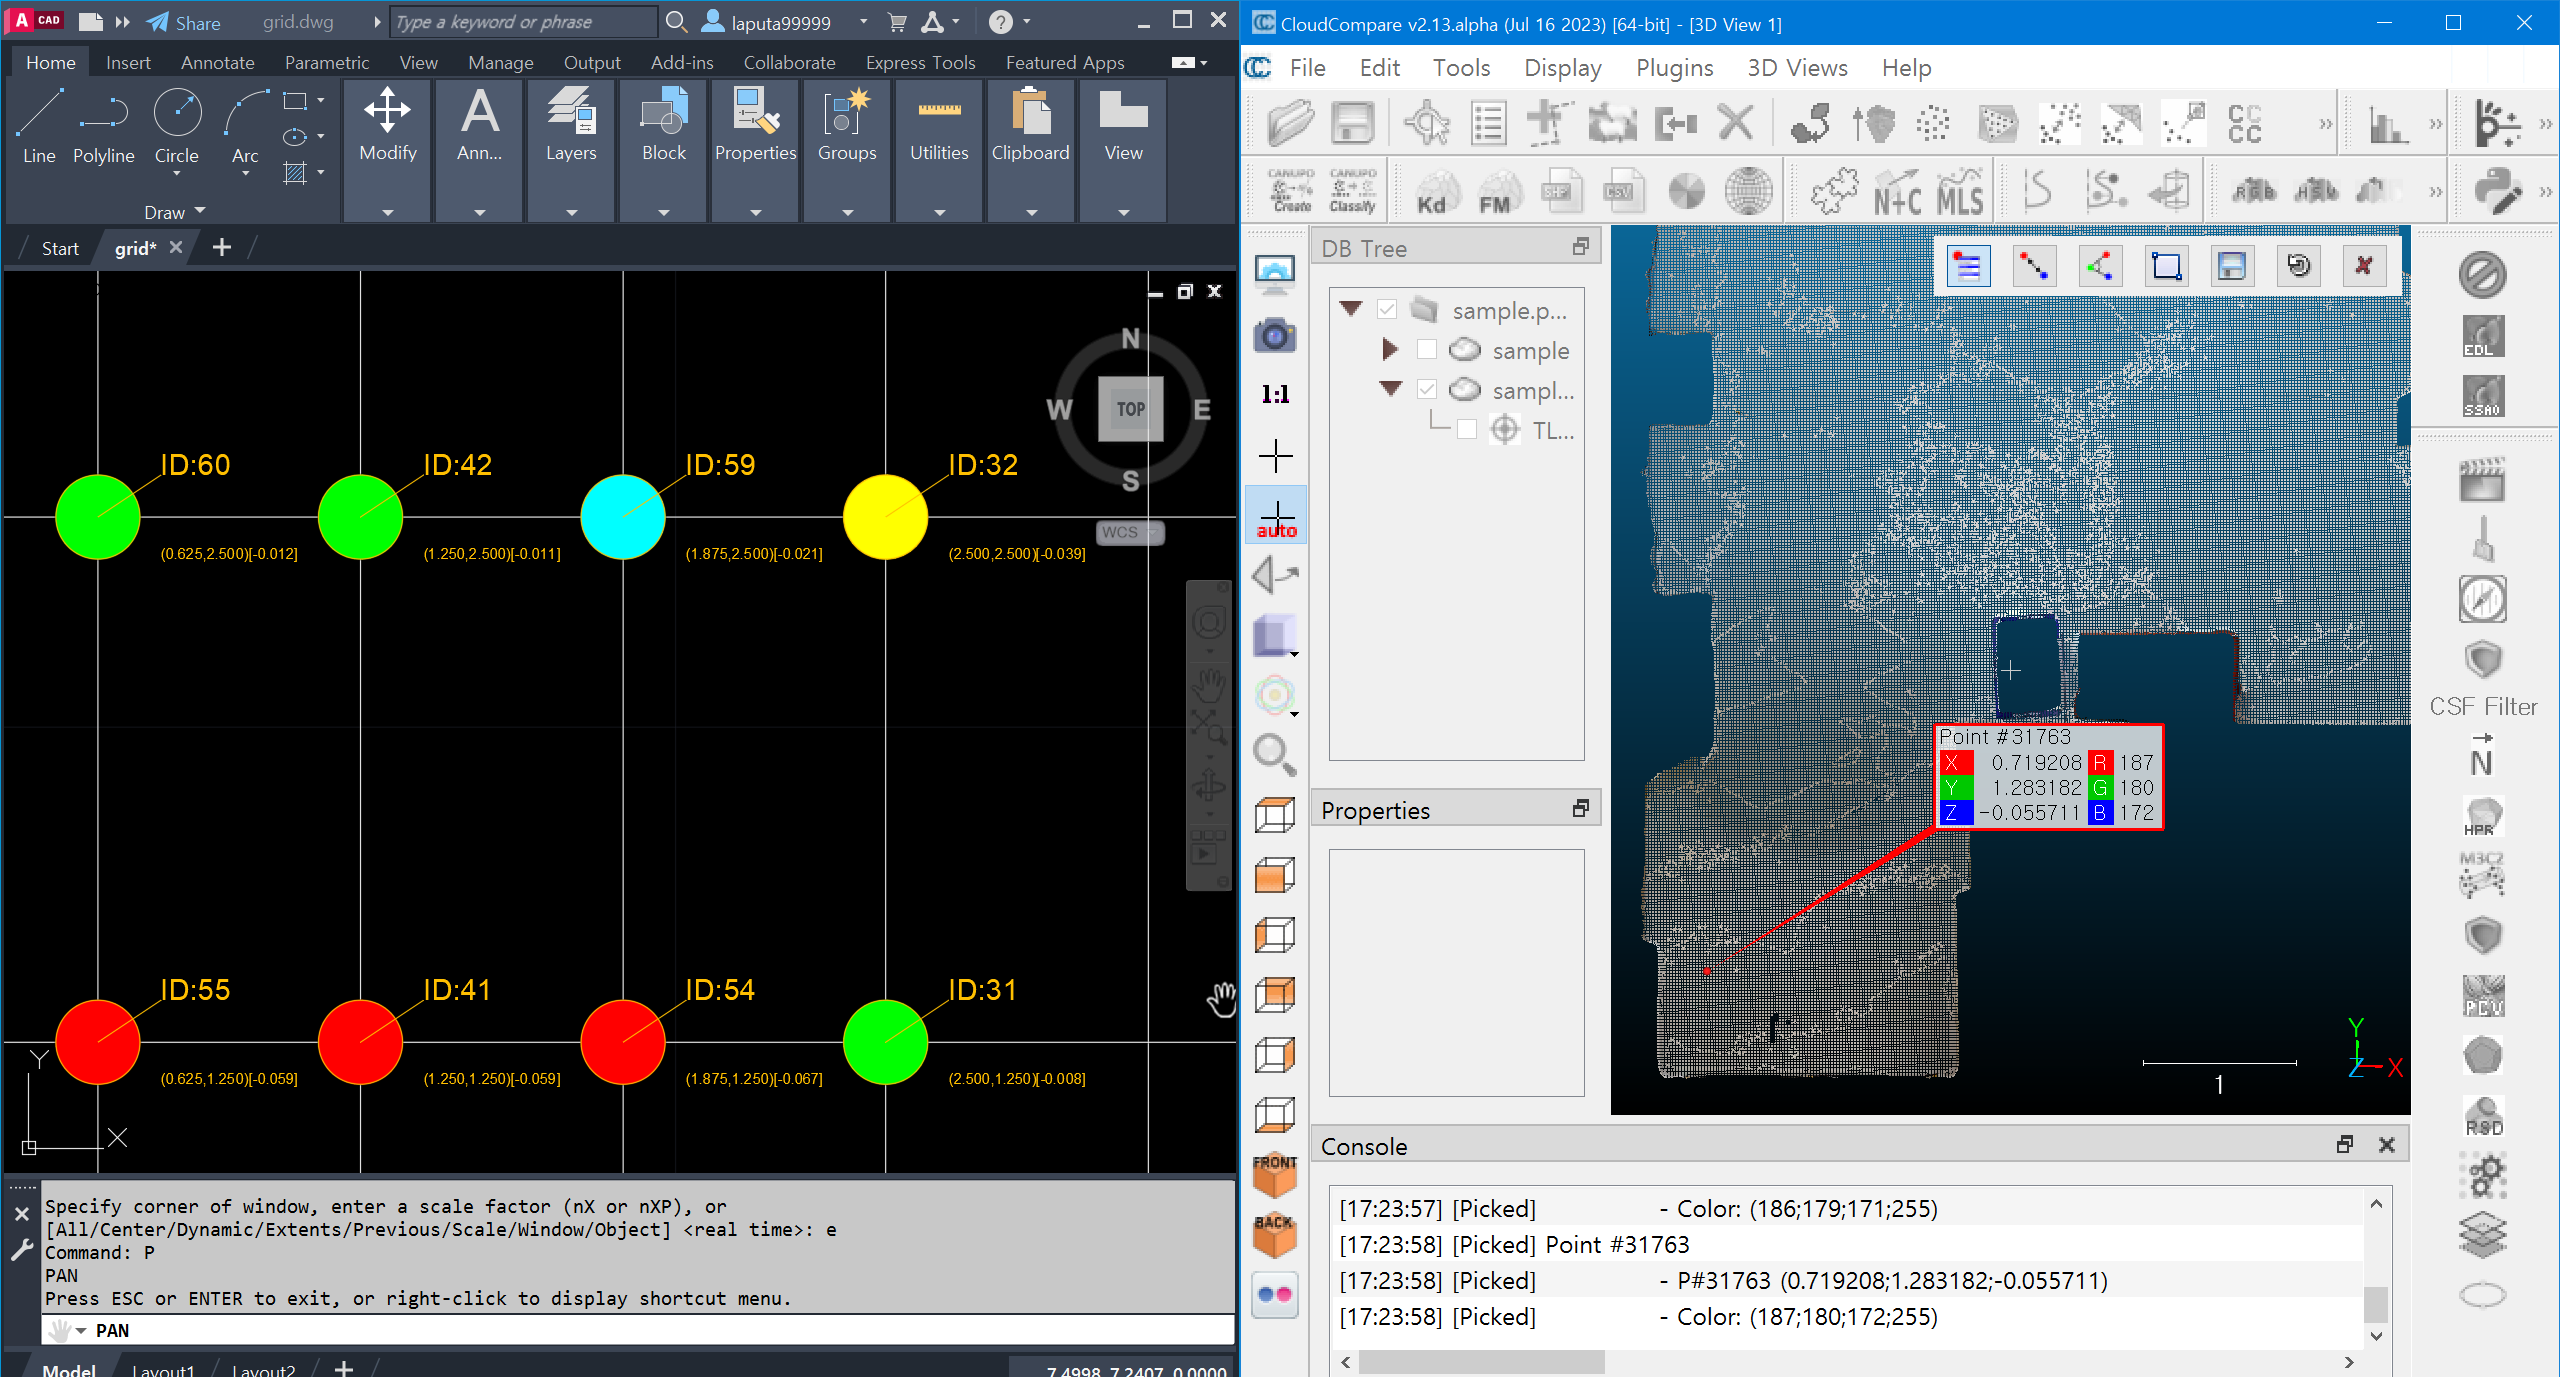 A CAD Share grid.dwg Type a keyword or phrase laputa99999
Home Insert Annotate Parametric View Manage Output Add-ins Collaborate Express Tools Featured Apps
Line Polyline Circle Arc
Draw
Modify
Ann...
Layers
Block
Properties
Groups
Utilities
Clipboard
View
Start grid*
N
W TOP E
S
WCS
ID:60
(0.625,2.500)[-0.012]
ID:42
(1.250,2.500)[-0.011]
ID:59
(1.875,2.500)[-0.021]
ID:32
(2.500,2.500)[-0.039]
ID:55
(0.625,1.250)[-0.059]
ID:41
(1.250,1.250)[-0.059]
ID:54
(1.875,1.250)[-0.067]
ID:31
(2.500,1.250)[-0.008]
Y
X
Specify corner of window, enter a scale factor (nX or nXP), or
[All/Center/Dynamic/Extents/Previous/Scale/Window/Object] <real time>: e
Command: P
PAN
Press ESC or ENTER to exit, or right-click to display shortcut menu.
PAN
Model Layout1 Layout2
7.4998, 7.2407, 0.0000
CloudCompare v2.13.alpha (Jul 16 2023) [64-bit] - [3D View 1]
File Edit Tools Display Plugins 3D Views Help
CC
CC
CANUPO
Create
CANUPO
Classify
Kd
FM
SHP
CSV
N+C
MLS
RGB
HSV
1:1
auto
FRONT
BACK
DB Tree
sample.p...
sample
sampl...
TL...
Properties
Point #31763
X 0.719208 R 187
Y 1.283182 G 180
Z -0.055711 B 172
1
Y
Z X
EDL
SSAO
CSF Filter
N
HPR
M3C2
PCV
RSD
Console
[17:23:57] [Picked] - Color: (186;179;171;255)
[17:23:58] [Picked] Point #31763
[17:23:58] [Picked] - P#31763 (0.719208;1.283182;-0.055711)
[17:23:58] [Picked] - Color: (187;180;172;255)